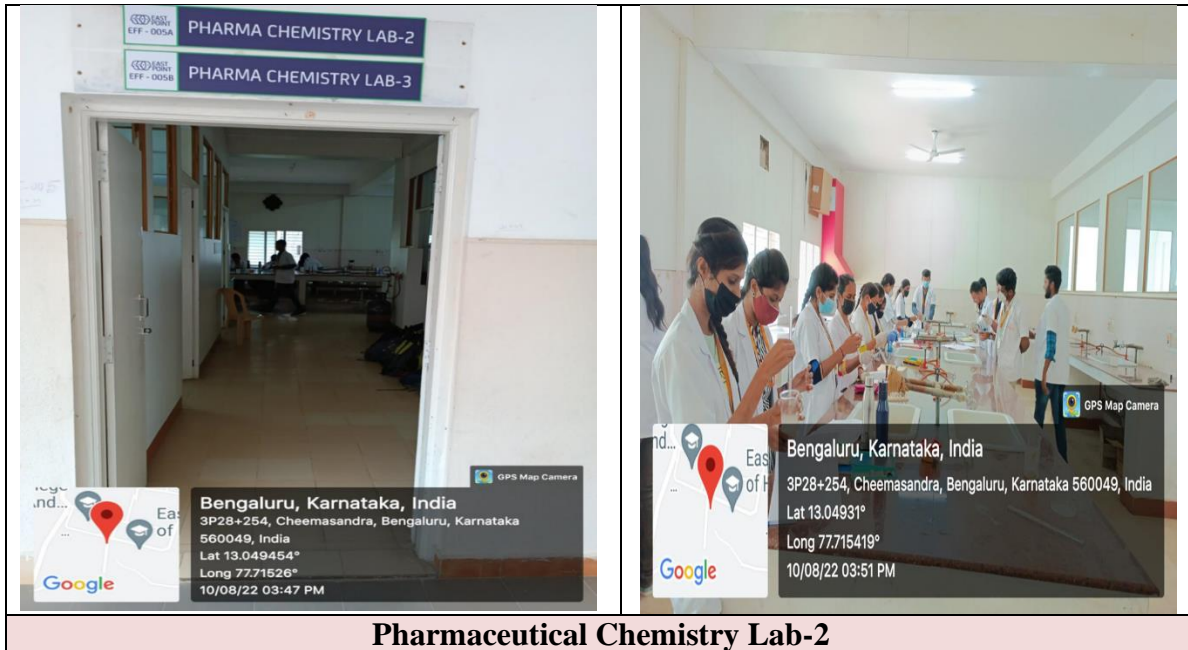 EAST
POINT
EFF - 005A
PHARMA CHEMISTRY LAB-2
EAST
POINT
EFF - 005B
PHARMA CHEMISTRY LAB-3
GPS Map Camera
Google
Bengaluru, Karnataka, India
3P28+254, Cheemasandra, Bengaluru, Karnataka
560049, India
Lat 13.049454°
Long 77.71526°
10/08/22 03:47 PM
GPS Map Camera
Google
Bengaluru, Karnataka, India
3P28+254, Cheemasandra, Bengaluru, Karnataka 560049, India
Lat 13.04931°
Long 77.715419°
10/08/22 03:51 PM
Pharmaceutical Chemistry Lab-2